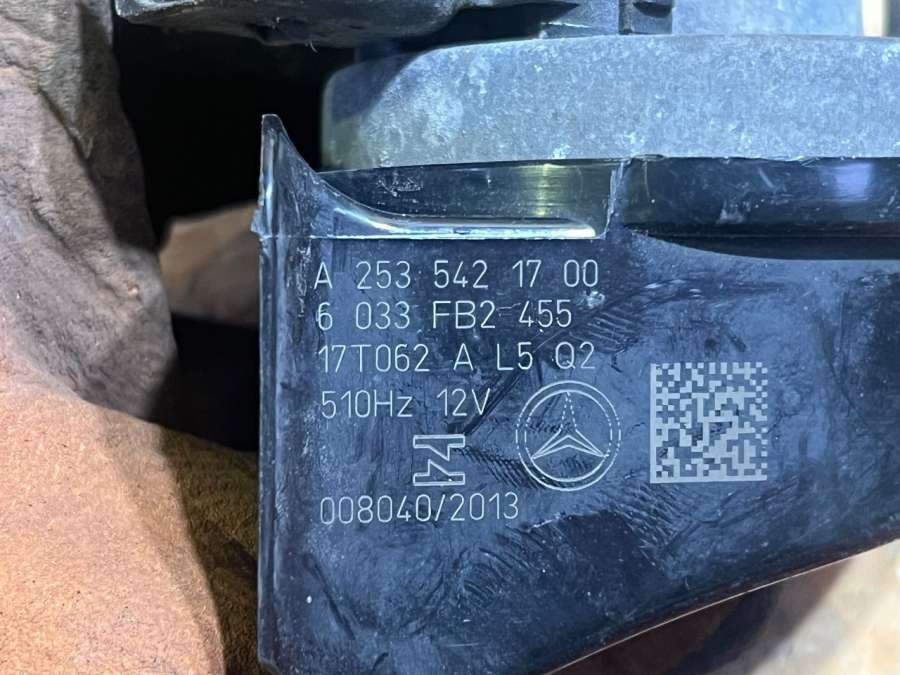 A 253 542 17 00
6 033 FB2 455
17T062 A L5 Q2
510Hz 12V
008040/2013